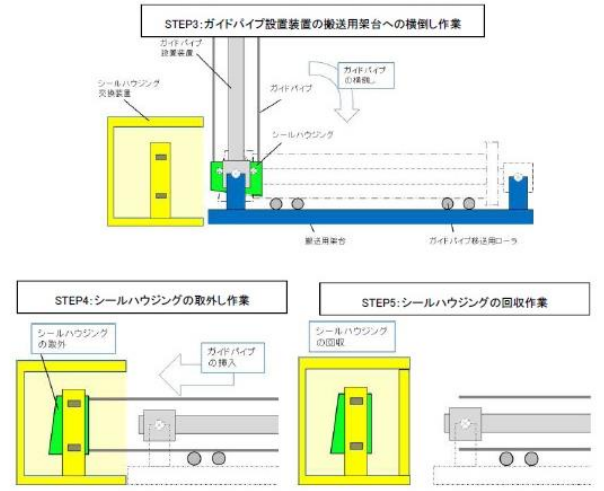 STEP3:ガイドパイプ設置装置の搬送用架台への横倒し作業
ガイドパイプ
設置装置
ガイドパイプ
の横倒し
シールハウジング
交換装置
ガイドパイプ
シールハウジング
搬送用架台
ガイドパイプ移送用ローラ
STEP4:シールハウジングの取外し作業
シールハウジング
の取外
ガイドパイプ
の挿入
STEP5:シールハウジングの回収作業
シールハウジング
の回収